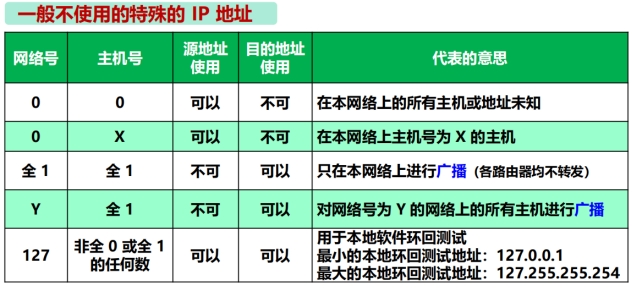 一般不使用的特殊的 IP 地址
网络号 主机号 源地址使用 目的地址使用 代表的意思
0 0 可以 不可 在本网络上的所有主机或地址未知
0 X 可以 不可 在本网络上主机号为 X 的主机
全 1 全 1 不可 可以 只在本网络上进行广播（各路由器均不转发）
Y 全 1 不可 可以 对网络号为 Y 的网络上的所有主机进行广播
127 非全 0 或全 1 的任何数 可以 可以 用于本地软件环回测试
最小的本地环回测试地址：127.0.0.1
最大的本地环回测试地址：127.255.255.254